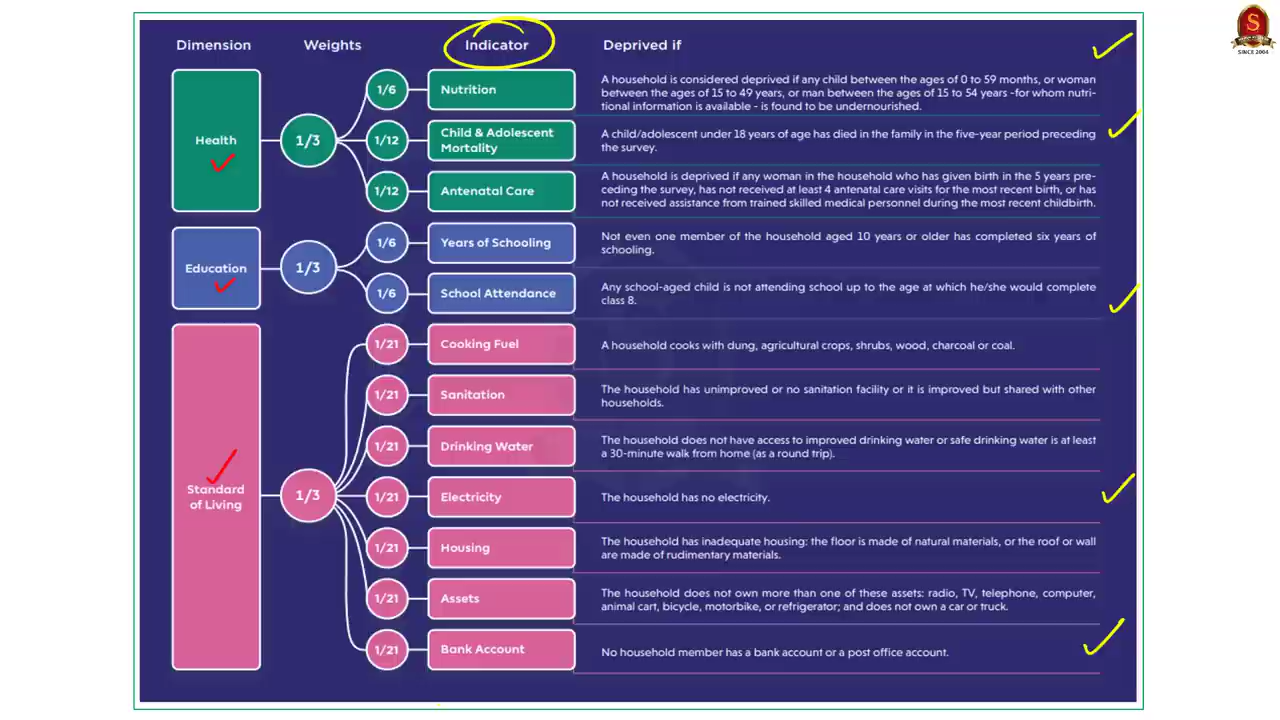 Dimension Weights Indicator Deprived if
Health
1/3
1/6
Nutrition
A household is considered deprived if any child between the ages of 0 to 59 months, or woman
between the ages of 15 to 49 years, or man between the ages of 15 to 54 years -for whom nutri-
tional information is available - is found to be undernourished.
1/12
Child & Adolescent
Mortality
A child/adolescent under 18 years of age has died in the family in the five-year period preceding
the survey.
1/12
Antenatal Care
A household is deprived if any woman in the household who has given birth in the 5 years pre-
ceding the survey, has not received at least 4 antenatal care visits for the most recent birth, or has
not received assistance from trained skilled medical personnel during the most recent childbirth.
Education
1/3
1/6
Years of Schooling
Not even one member of the household aged 10 years or older has completed six years of
schooling.
1/6
School Attendance
Any school-aged child is not attending school up to the age at which he/she would complete
class 8.
Standard
of Living
1/3
1/21
Cooking Fuel
A household cooks with dung, agricultural crops, shrubs, wood, charcoal or coal.
1/21
Sanitation
The household has unimproved or no sanitation facility or it is improved but shared with other
households.
1/21
Drinking Water
The household does not have access to improved drinking water or safe drinking water is at least
a 30-minute walk from home (as a round trip).
1/21
Electricity
The household has no electricity.
1/21
Housing
The household has inadequate housing: the floor is made of natural materials, or the roof or wall
are made of rudimentary materials.
1/21
Assets
The household does not own more than one of these assets: radio, TV, telephone, computer,
animal cart, bicycle, motorbike, or refrigerator; and does not own a car or truck.
1/21
Bank Account
No household member has a bank account or a post office account.
S
SINCE 2004